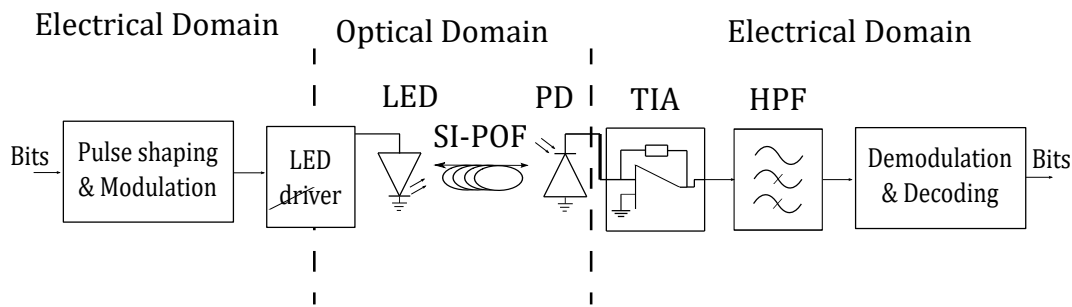 Electrical Domain
Optical Domain
Electrical Domain
LED
PD
TIA
HPF
SI-POF
Bits
Pulse shaping
& Modulation
LED
driver
Demodulation
& Decoding
Bits